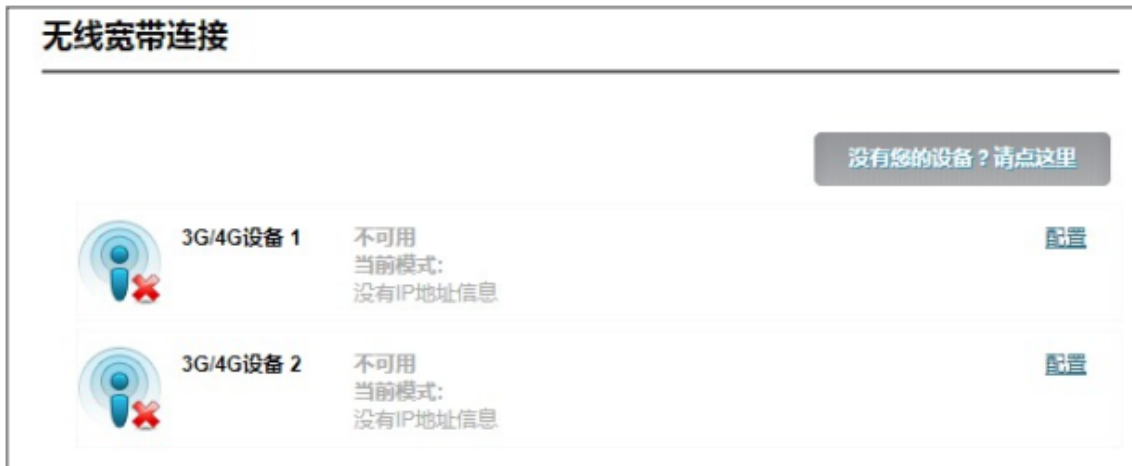 无线宽带连接
没有您的设备？请点这里
3G/4G设备 1
不可用
配置
当前模式:
没有IP地址信息
3G/4G设备 2
不可用
配置
当前模式:
没有IP地址信息